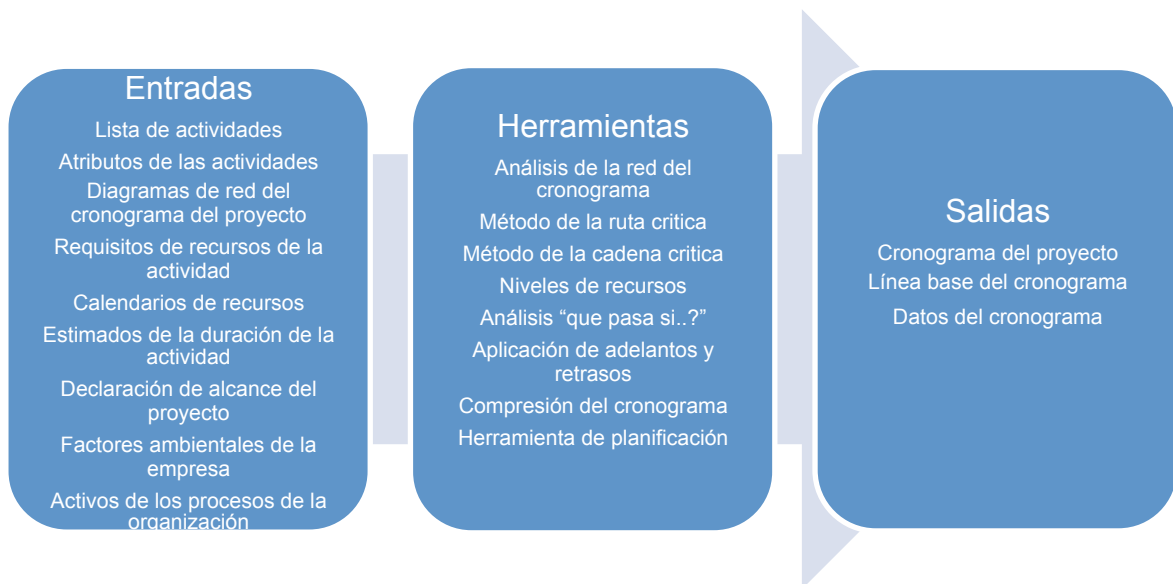 Entradas
Lista de actividades
Atributos de las actividades
Diagramas de red del
cronograma del proyecto
Requisitos de recursos de la
actividad
Calendarios de recursos
Estimados de la duración de la
actividad
Declaración de alcance del
proyecto
Factores ambientales de la
empresa
Activos de los procesos de la
organización
Herramientas
Análisis de la red del
cronograma
Método de la ruta critica
Método de la cadena critica
Niveles de recursos
Análisis “que pasa si..?”
Aplicación de adelantos y
retrasos
Compresión del cronograma
Herramienta de planificación
Salidas
Cronograma del proyecto
Línea base del cronograma
Datos del cronograma